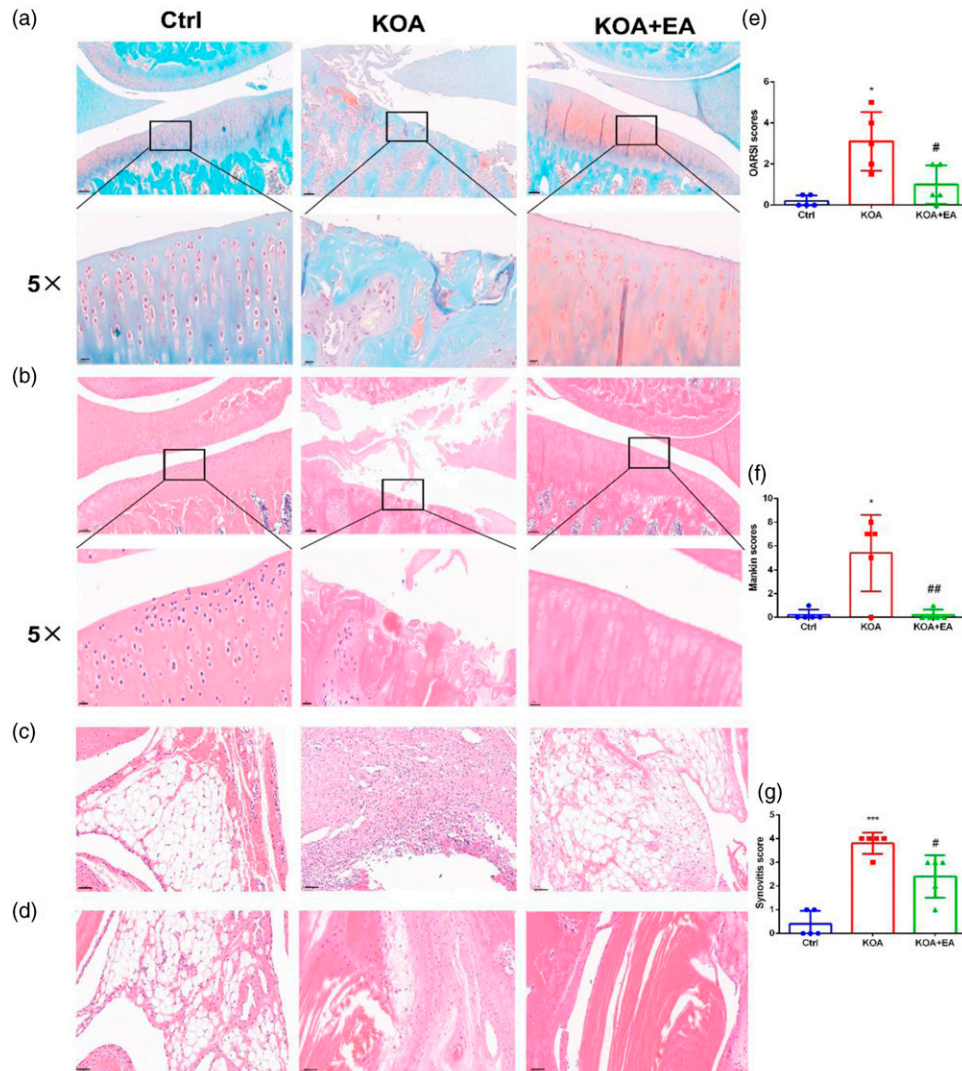 (a)
Ctrl
KOA
KOA+EA
5×
(b)
5×
(c)
(d)
(e)
OARSI scores
6
4
2
0
*
#
Ctrl
KOA
KOA+EA
(f)
Mankin scores
10
8
6
4
2
0
*
##
Ctrl
KOA
KOA+EA
(g)
Synovitis score
5
4
3
2
1
0
***
#
Ctrl
KOA
KOA+EA